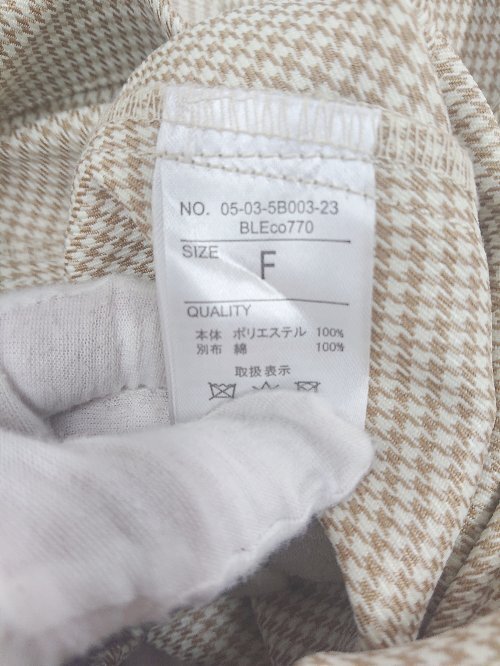 NO. 05-03-5B003-23
BLEco770
SIZE F
QUALITY
本体 ポリエステル 100%
別布 綿 100%
取扱表示